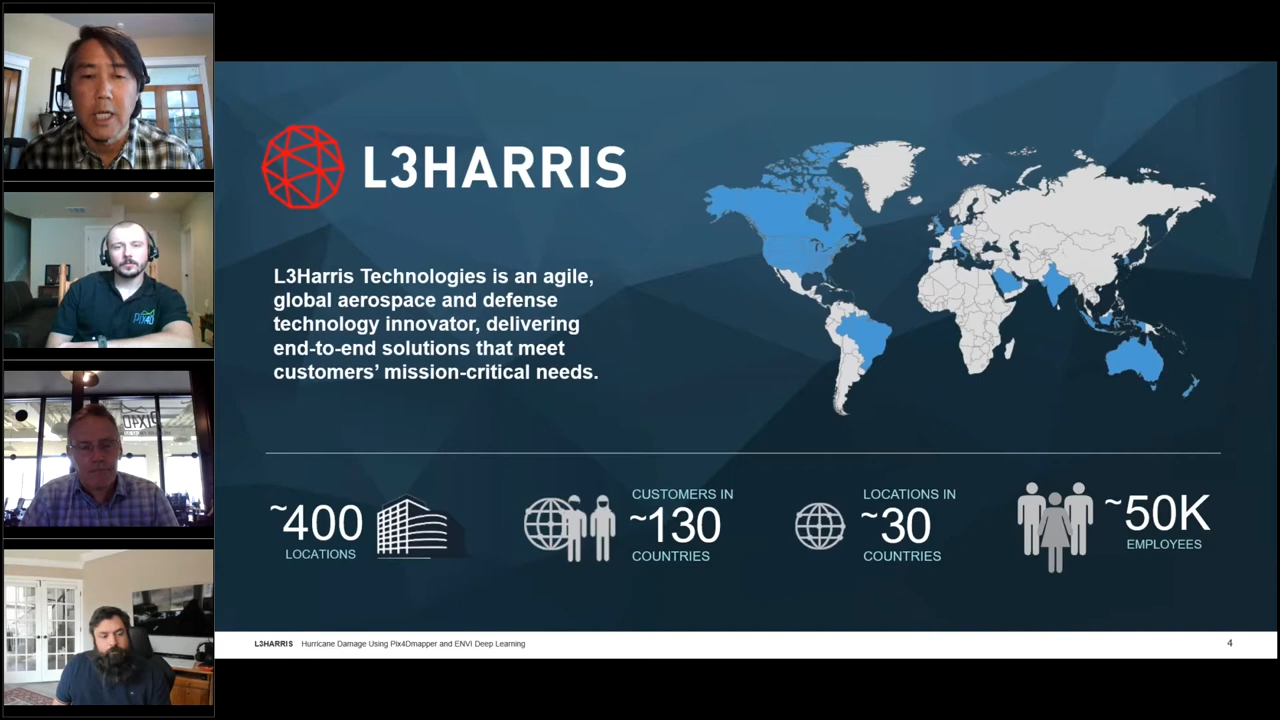 PIX4D
PIX4D
L3HARRIS
L3Harris Technologies is an agile,
global aerospace and defense
technology innovator, delivering
end-to-end solutions that meet
customers’ mission-critical needs.
~400
LOCATIONS
CUSTOMERS IN
~130
COUNTRIES
LOCATIONS IN
~30
COUNTRIES
~50K
EMPLOYEES
L3HARRIS Hurricane Damage Using Pix4Dmapper and ENVI Deep Learning
4